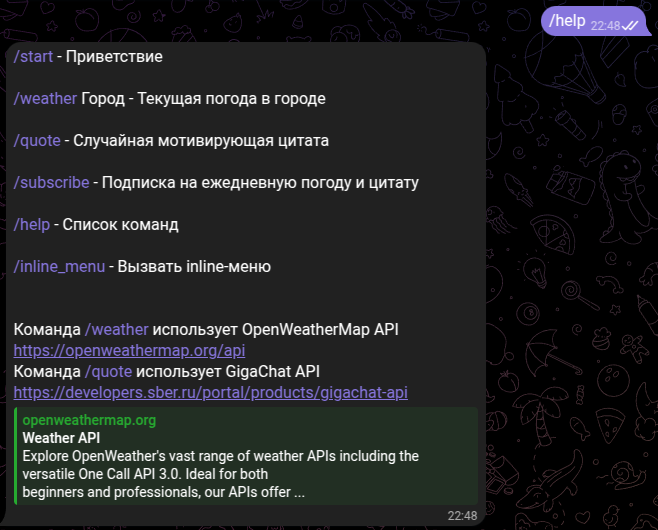 /help 22:48
/start - Приветствие
/weather Город - Текущая погода в городе
/quote - Случайная мотивирующая цитата
/subscribe - Подписка на ежедневную погоду и цитату
/help - Список команд
/inline_menu - Вызвать inline-меню
Команда /weather использует OpenWeatherMap API
https://openweathermap.org/api
Команда /quote использует GigaChat API
https://developers.sber.ru/portal/products/gigachat-api
openweathermap.org
Weather API
Explore OpenWeather's vast range of weather APIs including the
versatile One Call API 3.0. Ideal for both
beginners and professionals, our APIs offer ...
22:48